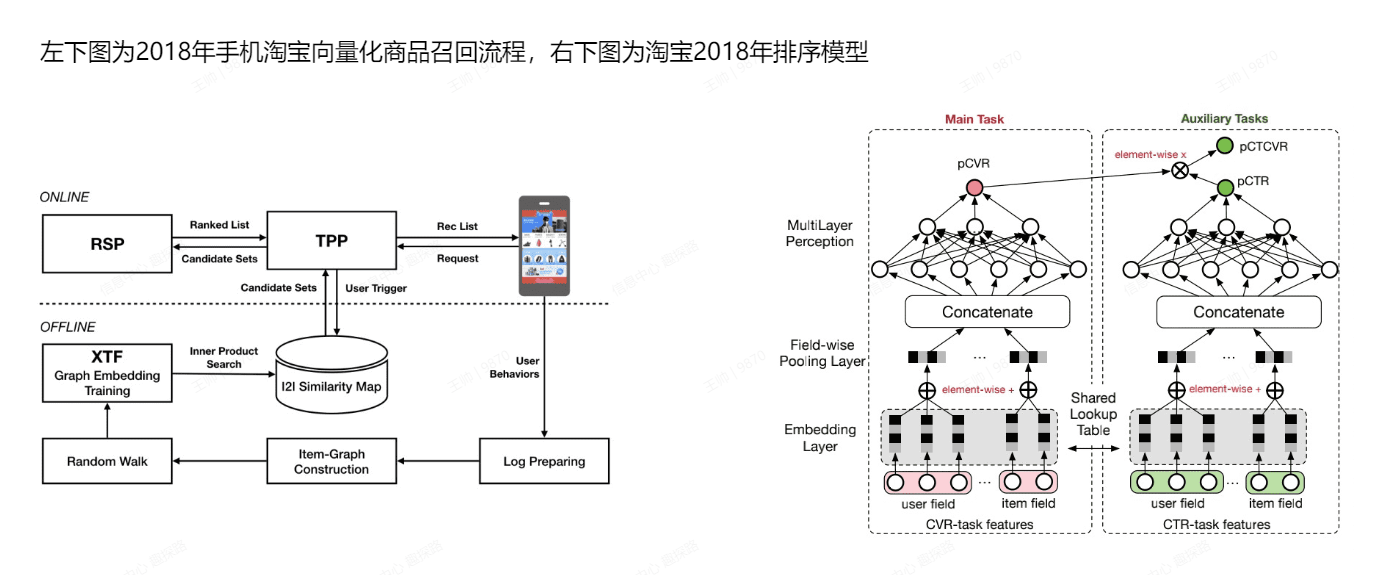 左下图为2018年手机淘宝向量化商品召回流程，右下图为淘宝2018年排序模型
ONLINE
RSP
Ranked List
Candidate Sets
TPP
Rec List
Request
Candidate Sets
User Trigger
OFFLINE
XTF
Graph Embedding
Training
Inner Product
Search
I2I Similarity Map
User
Behaviors
Random Walk
Item-Graph
Construction
Log Preparing
Main Task
Auxiliary Tasks
pCVR
element-wise x
pCTCVR
pCTR
MultiLayer
Perception
Concatenate
Concatenate
Field-wise
Pooling Layer
...
...
element-wise +
element-wise +
Shared
Lookup
Table
Embedding
Layer
...
...
user field
item field
user field
item field
CVR-task features
CTR-task features
王帅 | 9870